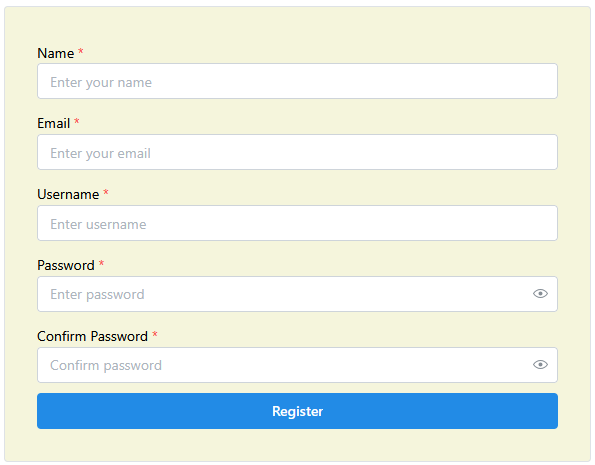 Name *
Enter your name
Email *
Enter your email
Username *
Enter username
Password *
Enter password
Confirm Password *
Confirm password
Register